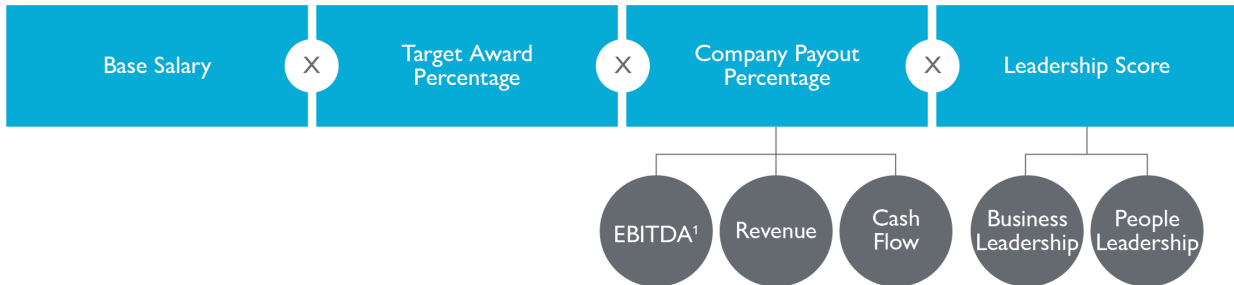 Base Salary
X
Target Award
Percentage
X
Company Payout
Percentage
X
Leadership Score
EBITDA¹
Revenue
Cash
Flow
Business
Leadership
People
Leadership